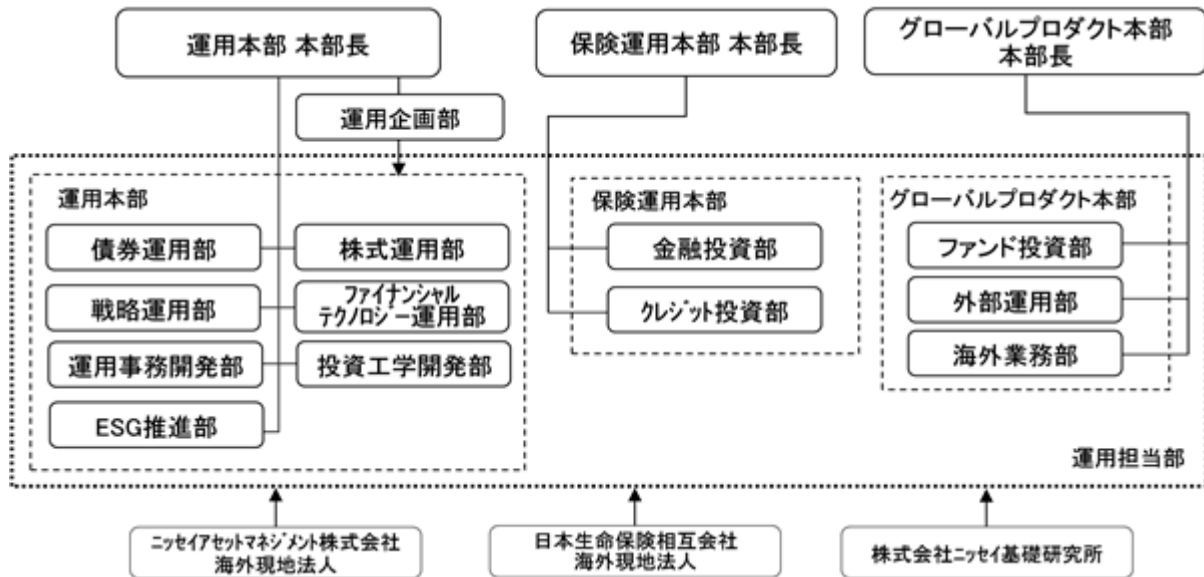 運用本部 本部長
保険運用本部 本部長
グローバルプロダクト本部
本部長
運用企画部
運用本部
債券運用部
株式運用部
戦略運用部
ファイナンシャル
テクノロジー運用部
運用事務開発部
投資工学開発部
ESG推進部
保険運用本部
金融投資部
クレジット投資部
グローバルプロダクト本部
ファンド投資部
外部運用部
海外業務部
運用担当部
ニッセイアセットマネジメント株式会社
海外現地法人
日本生命保険相互会社
海外現地法人
株式会社ニッセイ基礎研究所